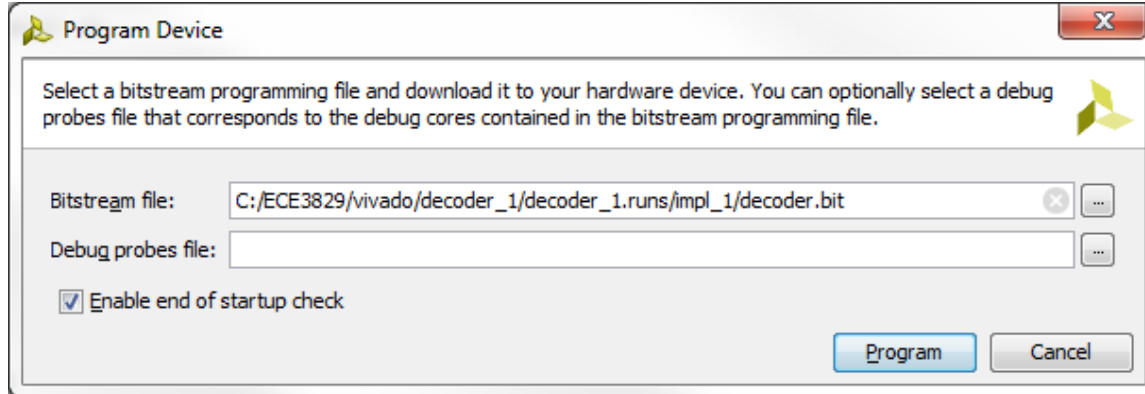 Program Device
Select a bitstream programming file and download it to your hardware device. You can optionally select a debug
probes file that corresponds to the debug cores contained in the bitstream programming file.
Bitstream file: C:/ECE3829/vivado/decoder_1/decoder_1.runs/impl_1/decoder.bit ...
Debug probes file: ...
Enable end of startup check
Program Cancel